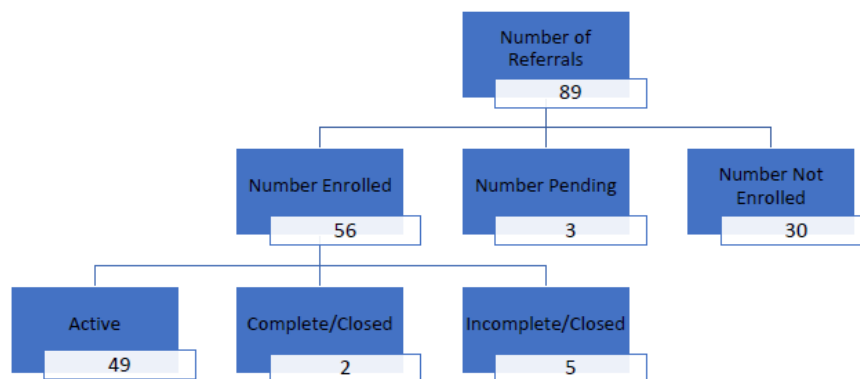 Number of
Referrals
89
Number Enrolled
56
Number Pending
3
Number Not
Enrolled
30
Active
49
Complete/Closed
2
Incomplete/Closed
5